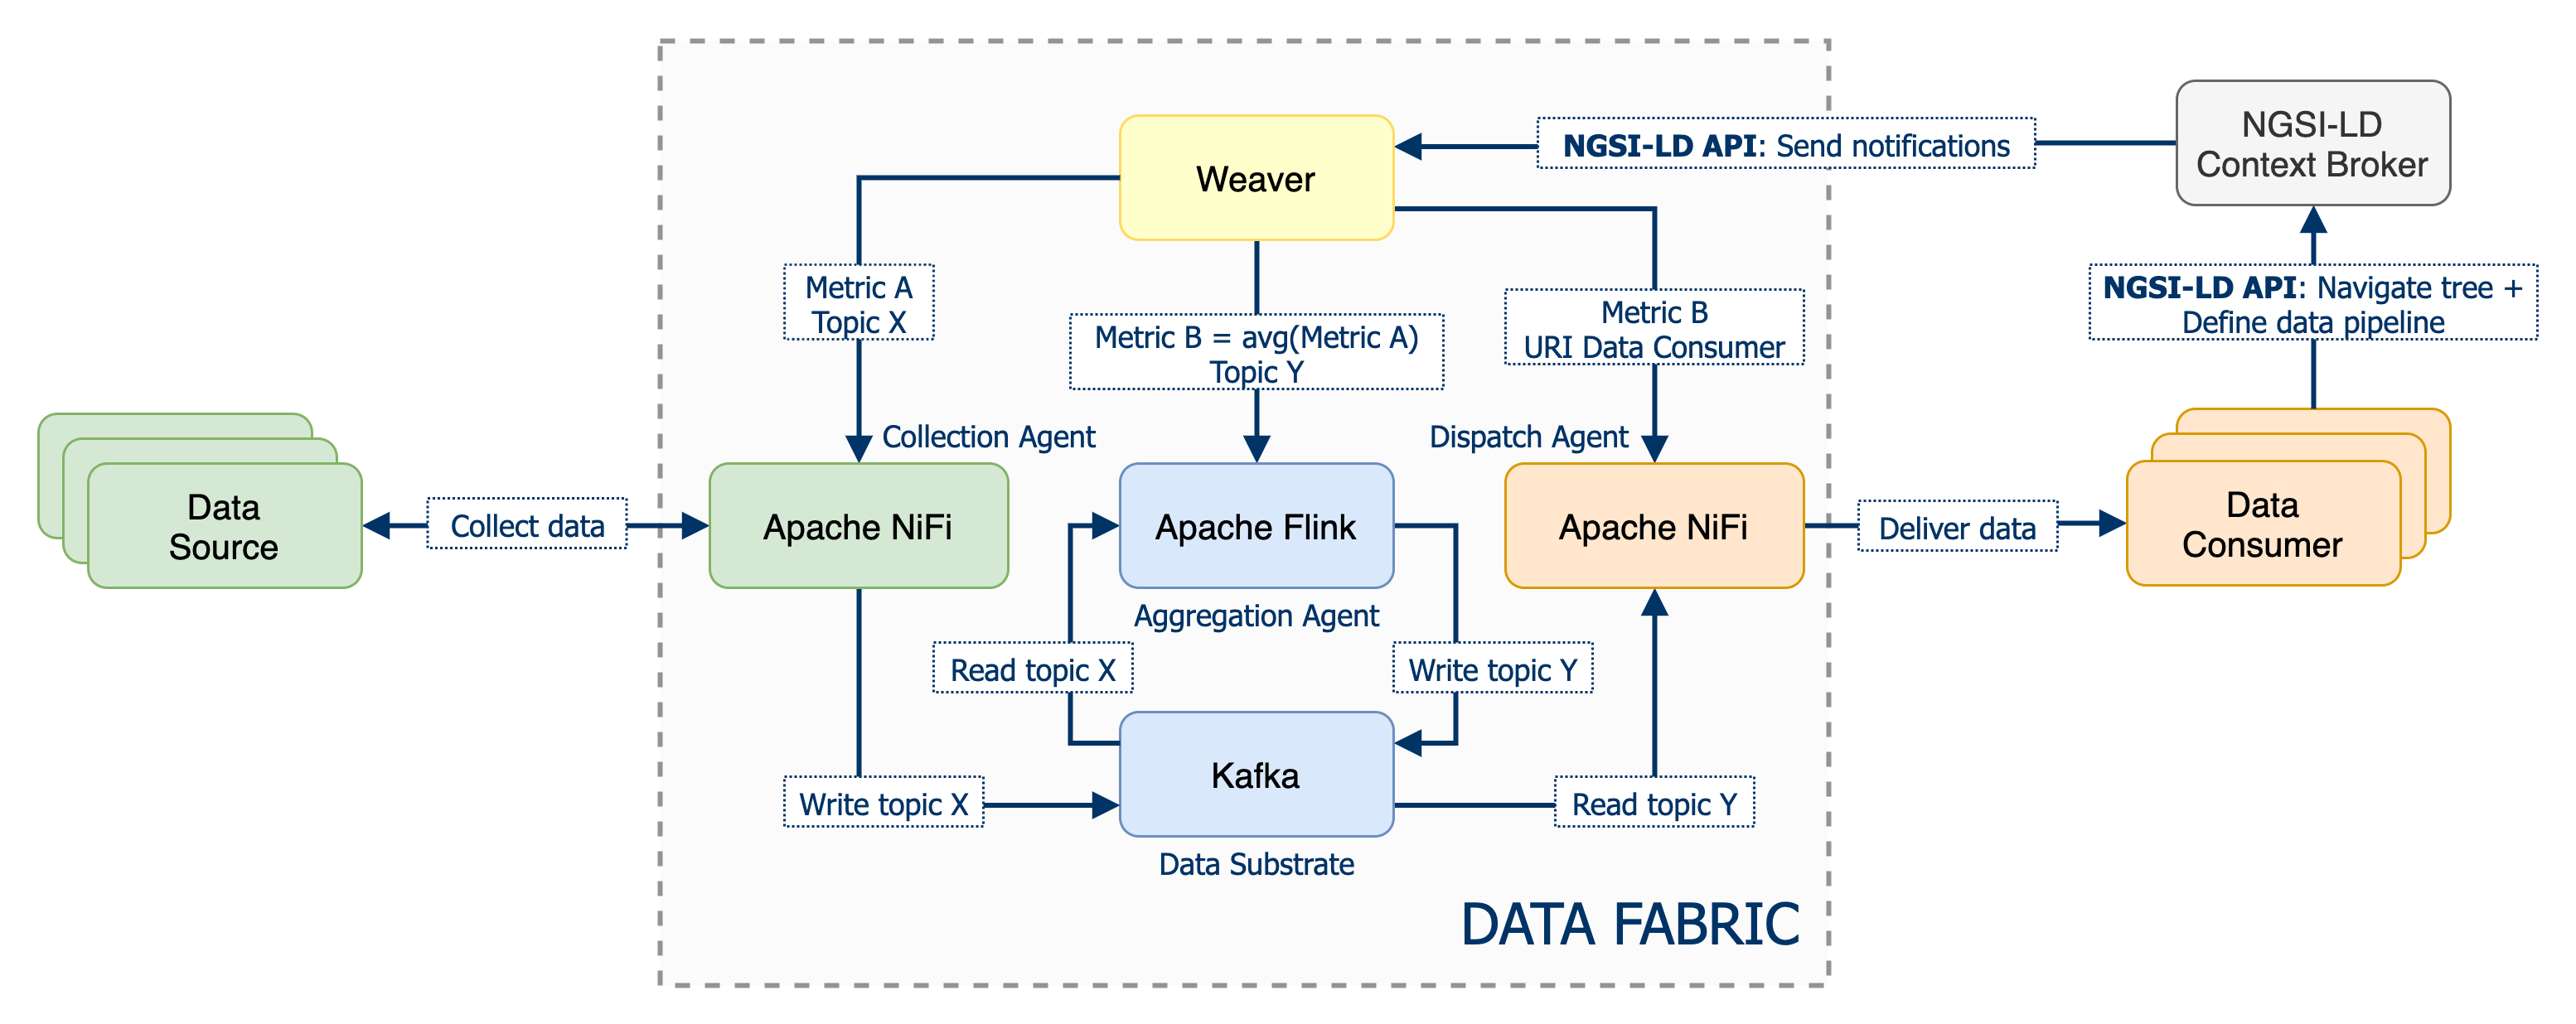 NGSI-LD
Context Broker
NGSI-LD API: Send notifications
Weaver
Metric A
Topic X
Metric B = avg(Metric A)
Topic Y
Metric B
URI Data Consumer
NGSI-LD API: Navigate tree +
Define data pipeline
Collection Agent
Dispatch Agent
Data
Source
Collect data
Apache NiFi
Apache Flink
Apache NiFi
Deliver data
Data
Consumer
Aggregation Agent
Read topic X
Write topic Y
Kafka
Write topic X
Read topic Y
Data Substrate
DATA FABRIC